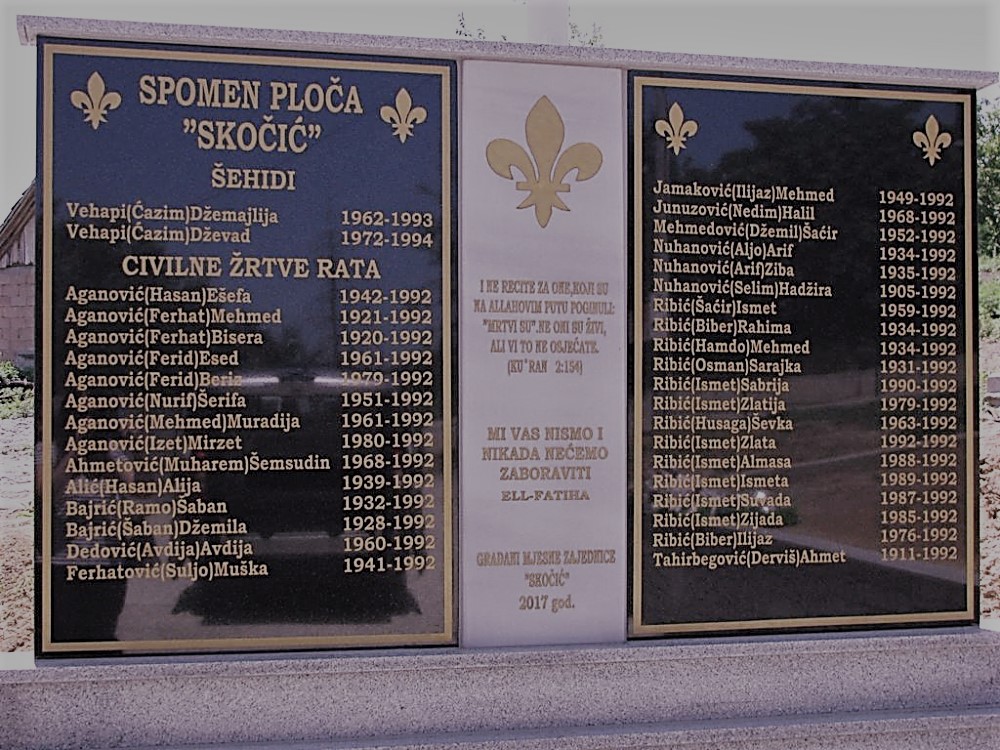 SPOMEN PLOČA
"SKOČIĆ"
ŠEHIDI
Vehapi(Ćazim)Džemajlija 1962-1993
Vehapi(Ćazim)Dževad 1972-1994
CIVILNE ŽRTVE RATA
Aganović(Hasan)Ešefa 1942-1992
Aganović(Ferhat)Mehmed 1921-1992
Aganović(Ferhat)Bisera 1920-1992
Aganović(Ferid)Esed 1961-1992
Aganović(Ferid)Beriz 1979-1992
Aganović(Nurif)Šerifa 1951-1992
Aganović(Mehmed)Muradija 1961-1992
Aganović(Izet)Mirzet 1980-1992
Ahmetović(Muharem)Šemsudin 1968-1992
Alić(Hasan)Alija 1939-1992
Bajrić(Ramo)Šaban 1932-1992
Bajrić(Šaban)Džemila 1928-1992
Dedović(Avdija)Avdija 1960-1992
Ferhatović(Suljo)Muška 1941-1992
I NE RECITE ZA ONE,KOJI SU
NA ALLAHOVIM PUTU POGINULI:
"MRTVI SU".NE ONI SU ŽIVI,
ALI VI TO NE OSJEĆATE.
(KU'RAN 2:154)
MI VAS NISMO I
NIKADA NEĆEMO
ZABORAVITI
ELL-FATIHA
GRAĐANI MJESNE ZAJEDNICE
"SKOČIĆ"
2017 god.
Jamaković(Ilijaz)Mehmed 1949-1992
Junuzović(Nedim)Halil 1968-1992
Mehmedović(Džemil)Šaćir 1952-1992
Nuhanović(Aljo)Arif 1934-1992
Nuhanović(Arif)Ziba 1935-1992
Nuhanović(Selim)Hadžira 1905-1992
Ribić(Šaćir)Ismet 1959-1992
Ribić(Biber)Rahima 1934-1992
Ribić(Hamdo)Mehmed 1934-1992
Ribić(Osman)Sarajka 1931-1992
Ribić(Ismet)Sabrija 1990-1992
Ribić(Ismet)Zlatija 1979-1992
Ribić(Husaga)Ševka 1963-1992
Ribić(Ismet)Zlata 1992-1992
Ribić(Ismet)Almasa 1988-1992
Ribić(Ismet)Ismeta 1989-1992
Ribić(Ismet)Suvada 1987-1992
Ribić(Ismet)Zijada 1985-1992
Ribić(Biber)Ilijaz 1976-1992
Tahirbegović(Derviš)Ahmet 1911-1992